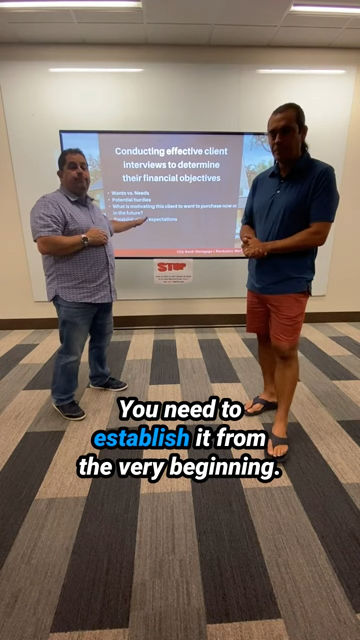 Conducting effective client
interviews to determine
their financial objectives
• Wants vs. Needs
• Potential hurdles
• What is motivating this client to want to purchase now or
in the future?
expectations
STOP
You need to
establish it from
the very beginning.